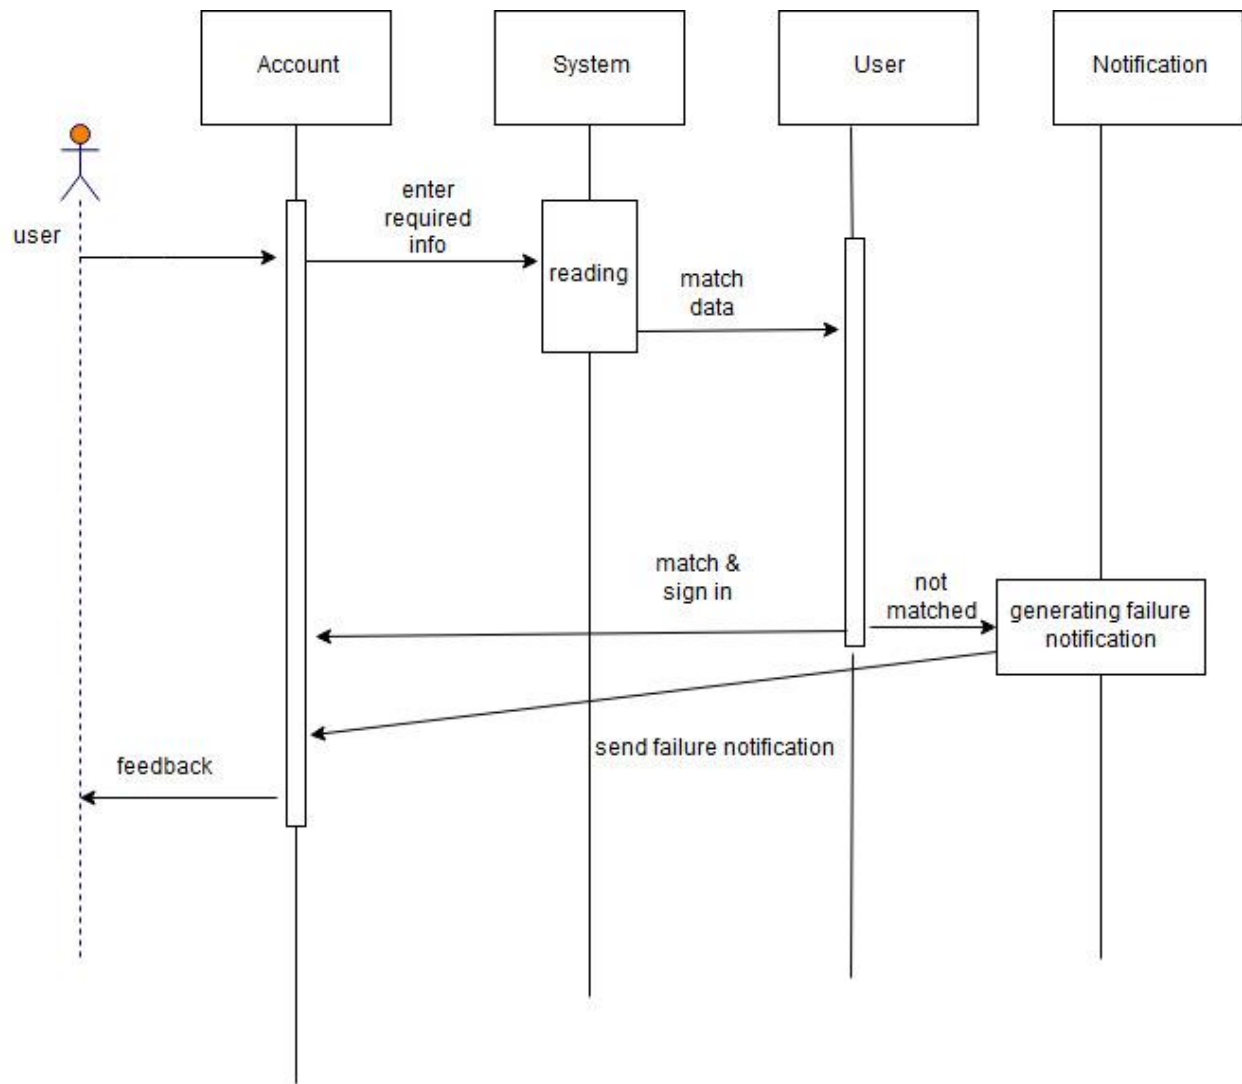 Account
System
User
Notification
user
enter
required
info
reading
match
data
match &
sign in
not
matched
generating failure
notification
send failure notification
feedback